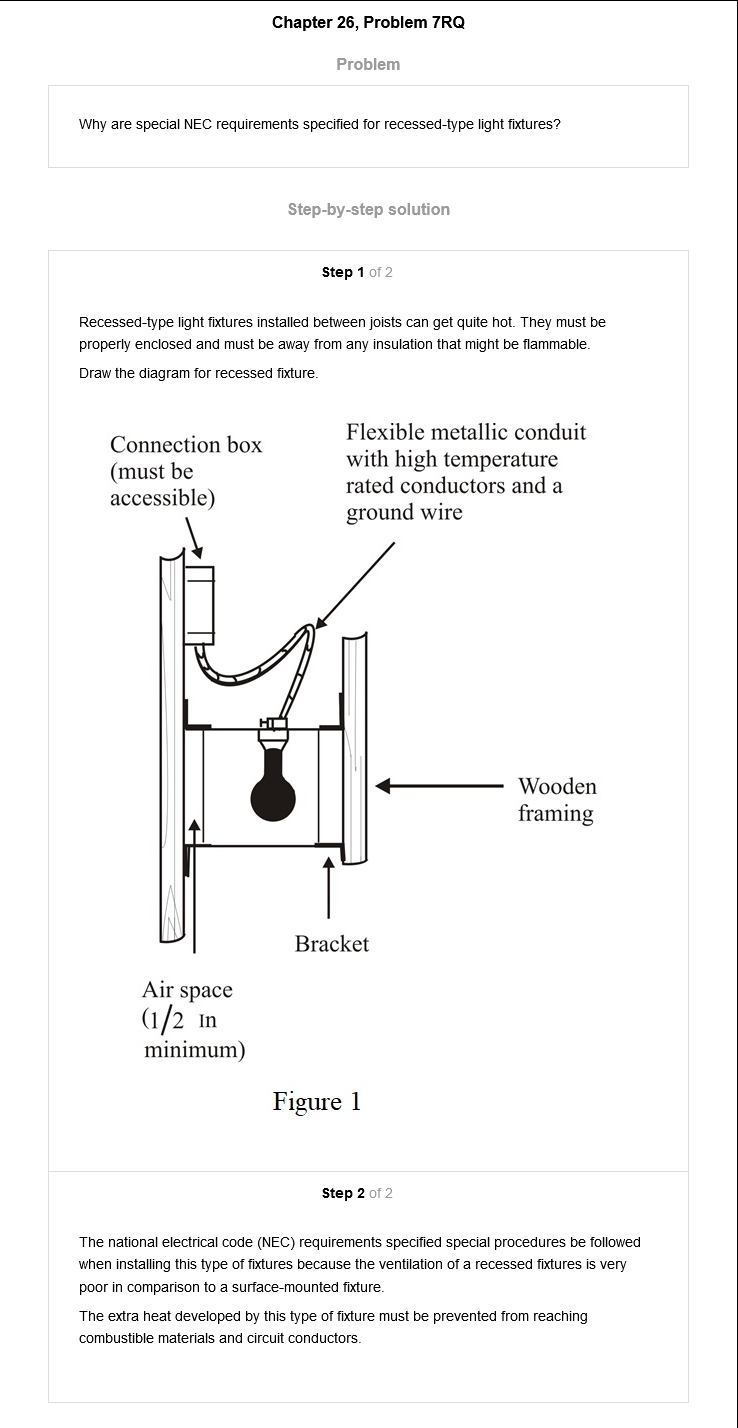 Chapter 26, Problem 7RQ
Problem
Why are special NEC requirements specified for recessed-type light fixtures?
Step-by-step solution
Step 1 of 2
Recessed-type light fixtures installed between joists can get quite hot. They must be
properly enclosed and must be away from any insulation that might be flammable.
Draw the diagram for recessed fixture.
Connection box
(must be
accessible)
Flexible metallic conduit
with high temperature
rated conductors and a
ground wire
Wooden
framing
Bracket
Air space
(1/2 In
minimum)
Figure 1
Step 2 of 2
The national electrical code (NEC) requirements specified special procedures be followed
when installing this type of fixtures because the ventilation of a recessed fixtures is very
poor in comparison to a surface-mounted fixture.
The extra heat developed by this type of fixture must be prevented from reaching
combustible materials and circuit conductors.